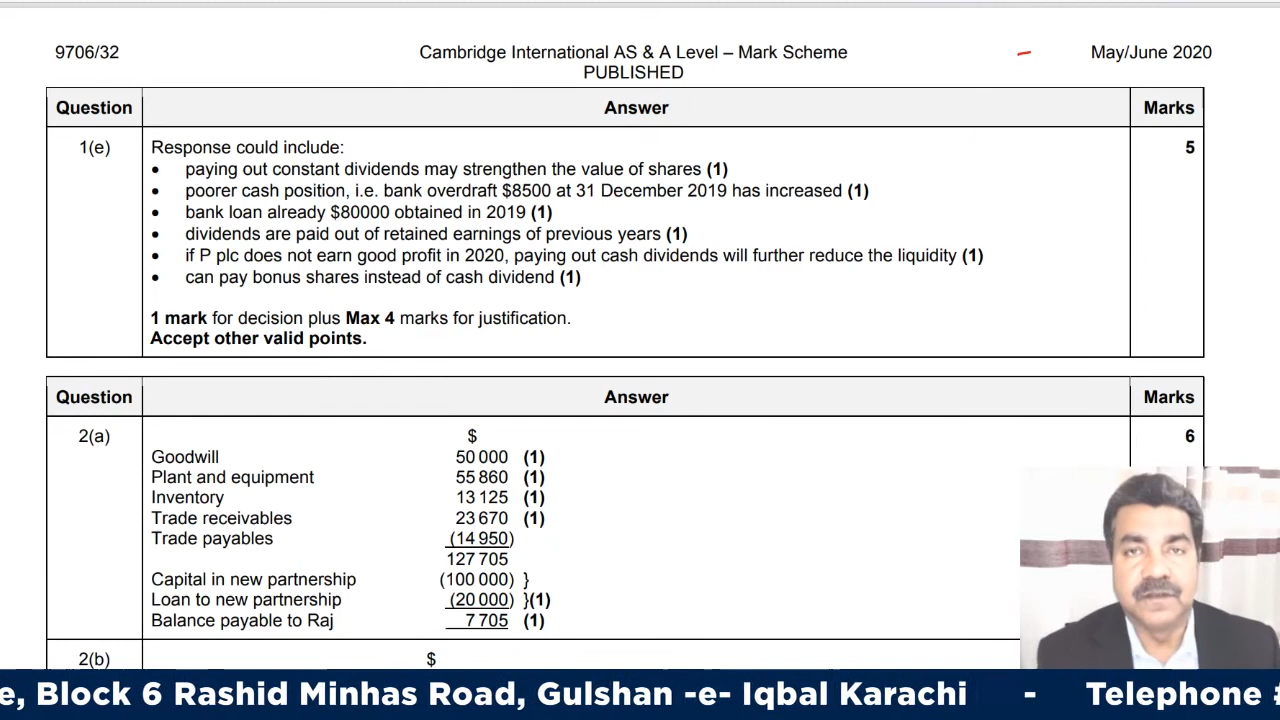 9706/32 Cambridge International AS & A Level – Mark Scheme May/June 2020
PUBLISHED
Question Answer Marks
1(e) Response could include: 5
• paying out constant dividends may strengthen the value of shares (1)
• poorer cash position, i.e. bank overdraft $8500 at 31 December 2019 has increased (1)
• bank loan already $80000 obtained in 2019 (1)
• dividends are paid out of retained earnings of previous years (1)
• if P plc does not earn good profit in 2020, paying out cash dividends will further reduce the liquidity (1)
• can pay bonus shares instead of cash dividend (1)
1 mark for decision plus Max 4 marks for justification.
Accept other valid points.
Question Answer Marks
2(a) $ 6
Goodwill 50 000 (1)
Plant and equipment 55 860 (1)
Inventory 13 125 (1)
Trade receivables 23 670 (1)
Trade payables (14 950)
127 705
Capital in new partnership (100 000) }
Loan to new partnership (20 000) }(1)
Balance payable to Raj 7 705 (1)
2(b) $
e, Block 6 Rashid Minhas Road, Gulshan -e- Iqbal Karachi - Telephone #